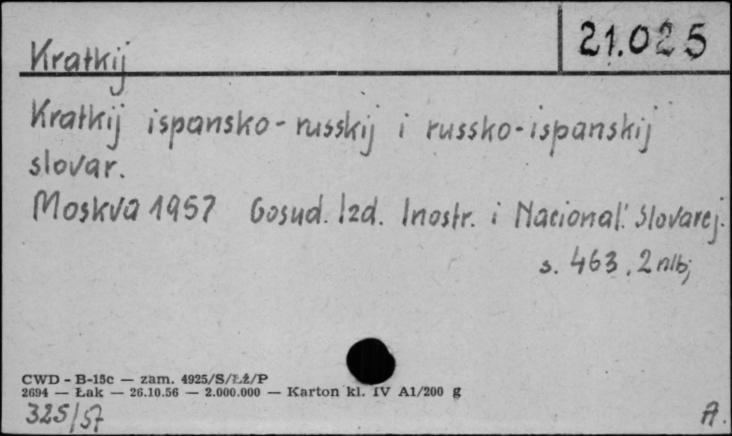 Kratkij
21.025
Kratkij ispansko-russkij i russko-ispanskij
slovar.
Moskva 1957 Gosud. Izd. Inostr. i Nacional'. Slovarej.
s. 463, 2 nlb;
CWD - B-15c — zam. 4925/S/ŁŻ/P
2694 — Łak — 26.10.56 — 2.000.000 — Karton kl. IV A1/200 g
325/57
A.